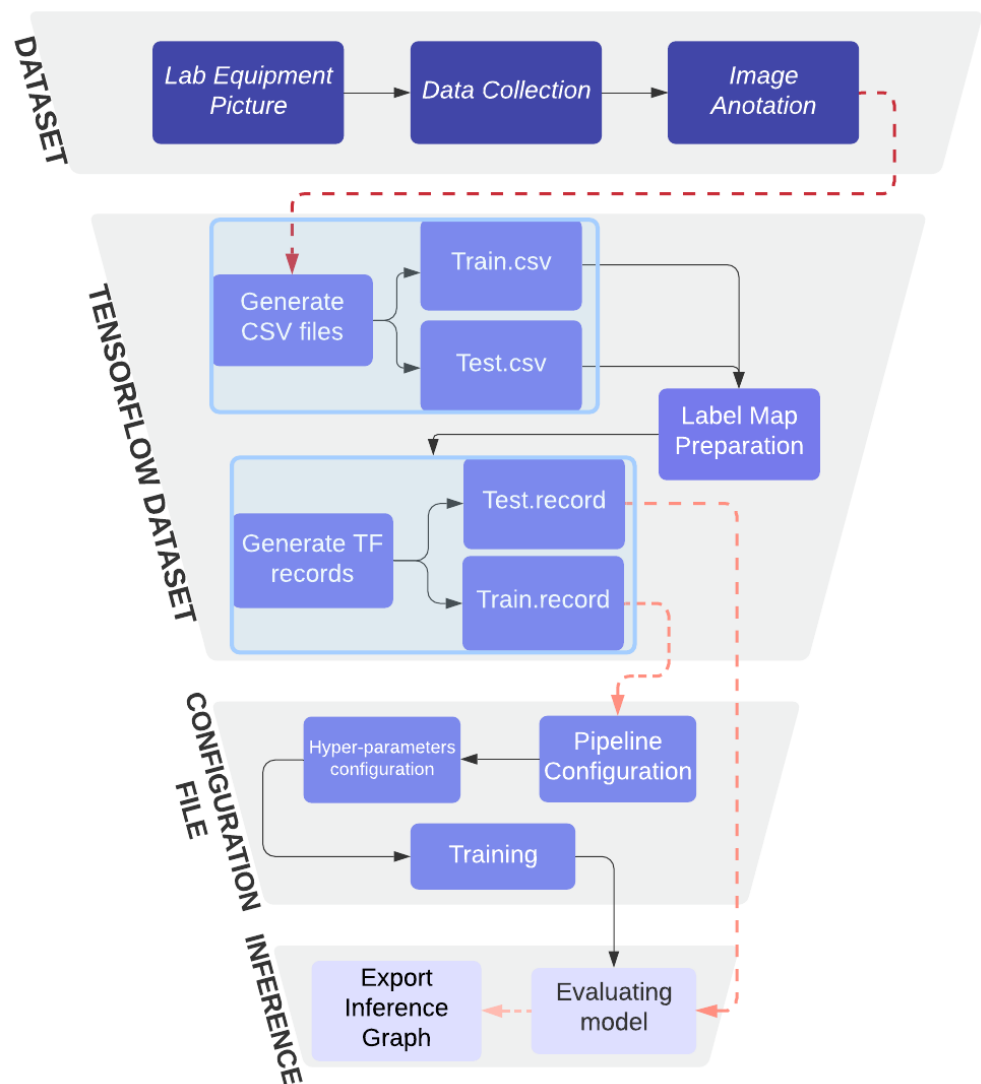 DATASET
Lab Equipment
Picture
Data Collection
Image
Anotation
TENSORFLOW DATASET
Generate
CSV files
Train.csv
Test.csv
Label Map
Preparation
Generate TF
records
Test.record
Train.record
CONFIGURATION
FILE
Hyper-parameters
configuration
Pipeline
Configuration
Training
INFERENCE
Export
Inference
Graph
Evaluating
model